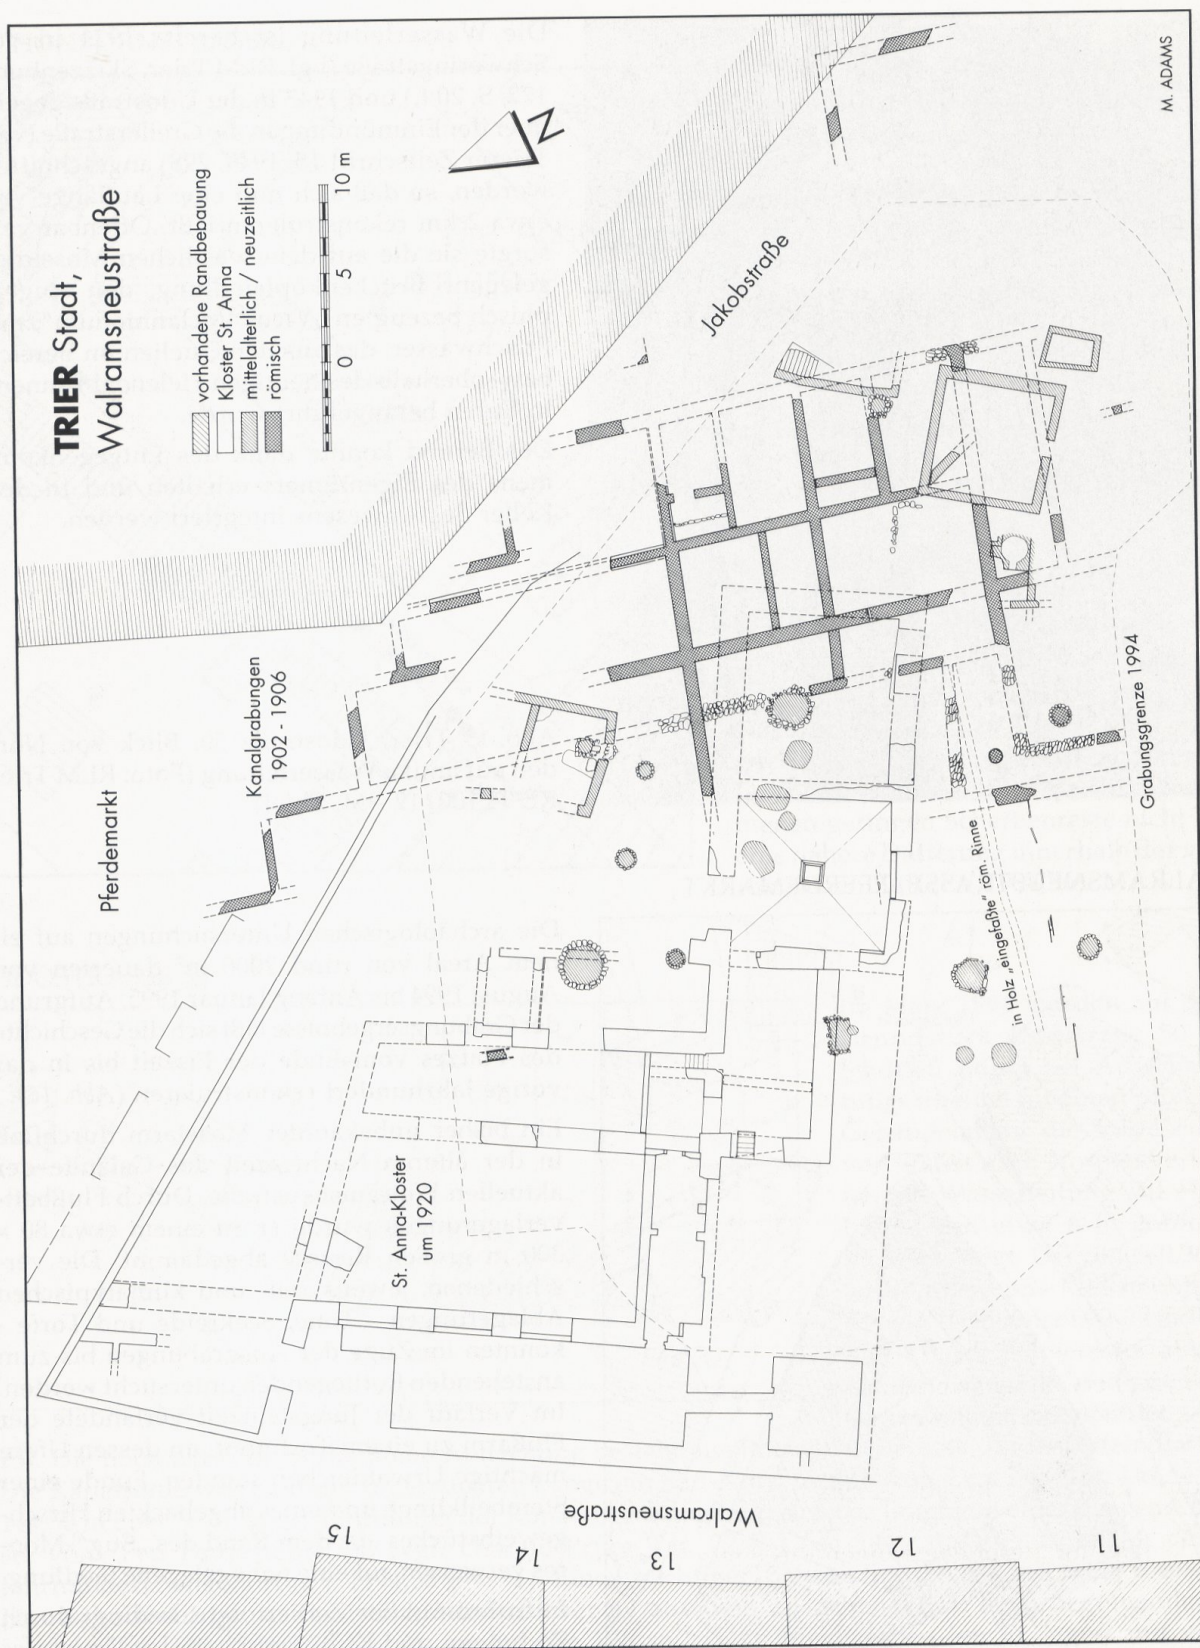 TRIER Stadt,
Walramsneustraße
vorhandene Randbebauung
Kloster St. Anna
mittelalterlich / neuzeitlich
römisch
0 5 10 m
N
M. ADAMS
Jakobstraße
Pferdemarkt
Kanalgrabungen
1902 - 1906
St. Anna-Kloster
um 1920
in Holz „eingefaßte" röm. Rinne
Grabungsgrenze 1994
Walramsneustraße
15
14
13
12
11